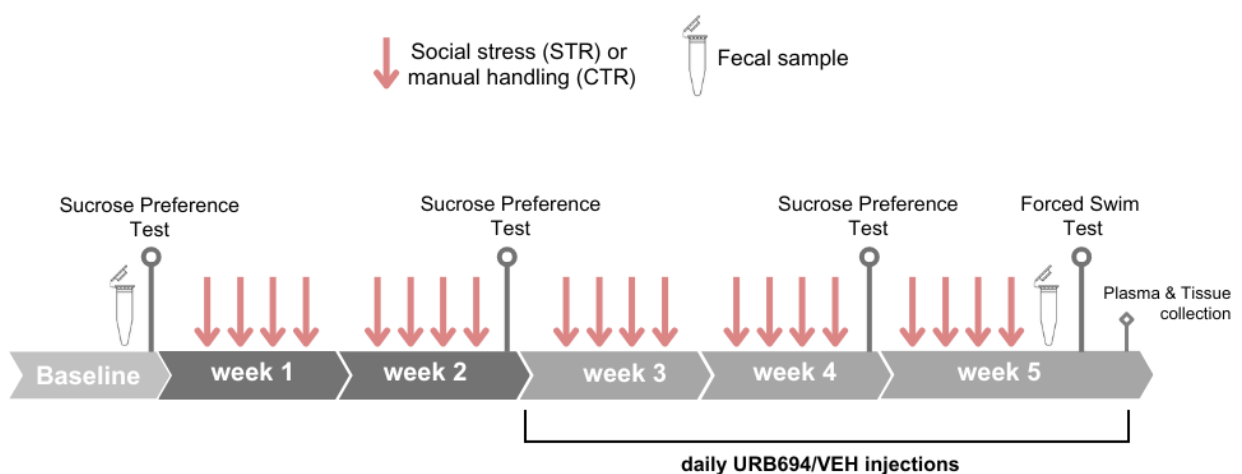 Social stress (STR) or
manual handling (CTR)
Fecal sample
Sucrose Preference
Test
Sucrose Preference
Test
Sucrose Preference
Test
Forced Swim
Test
Plasma & Tissue
collection
Baseline
week 1
week 2
week 3
week 4
week 5
daily URB694/VEH injections